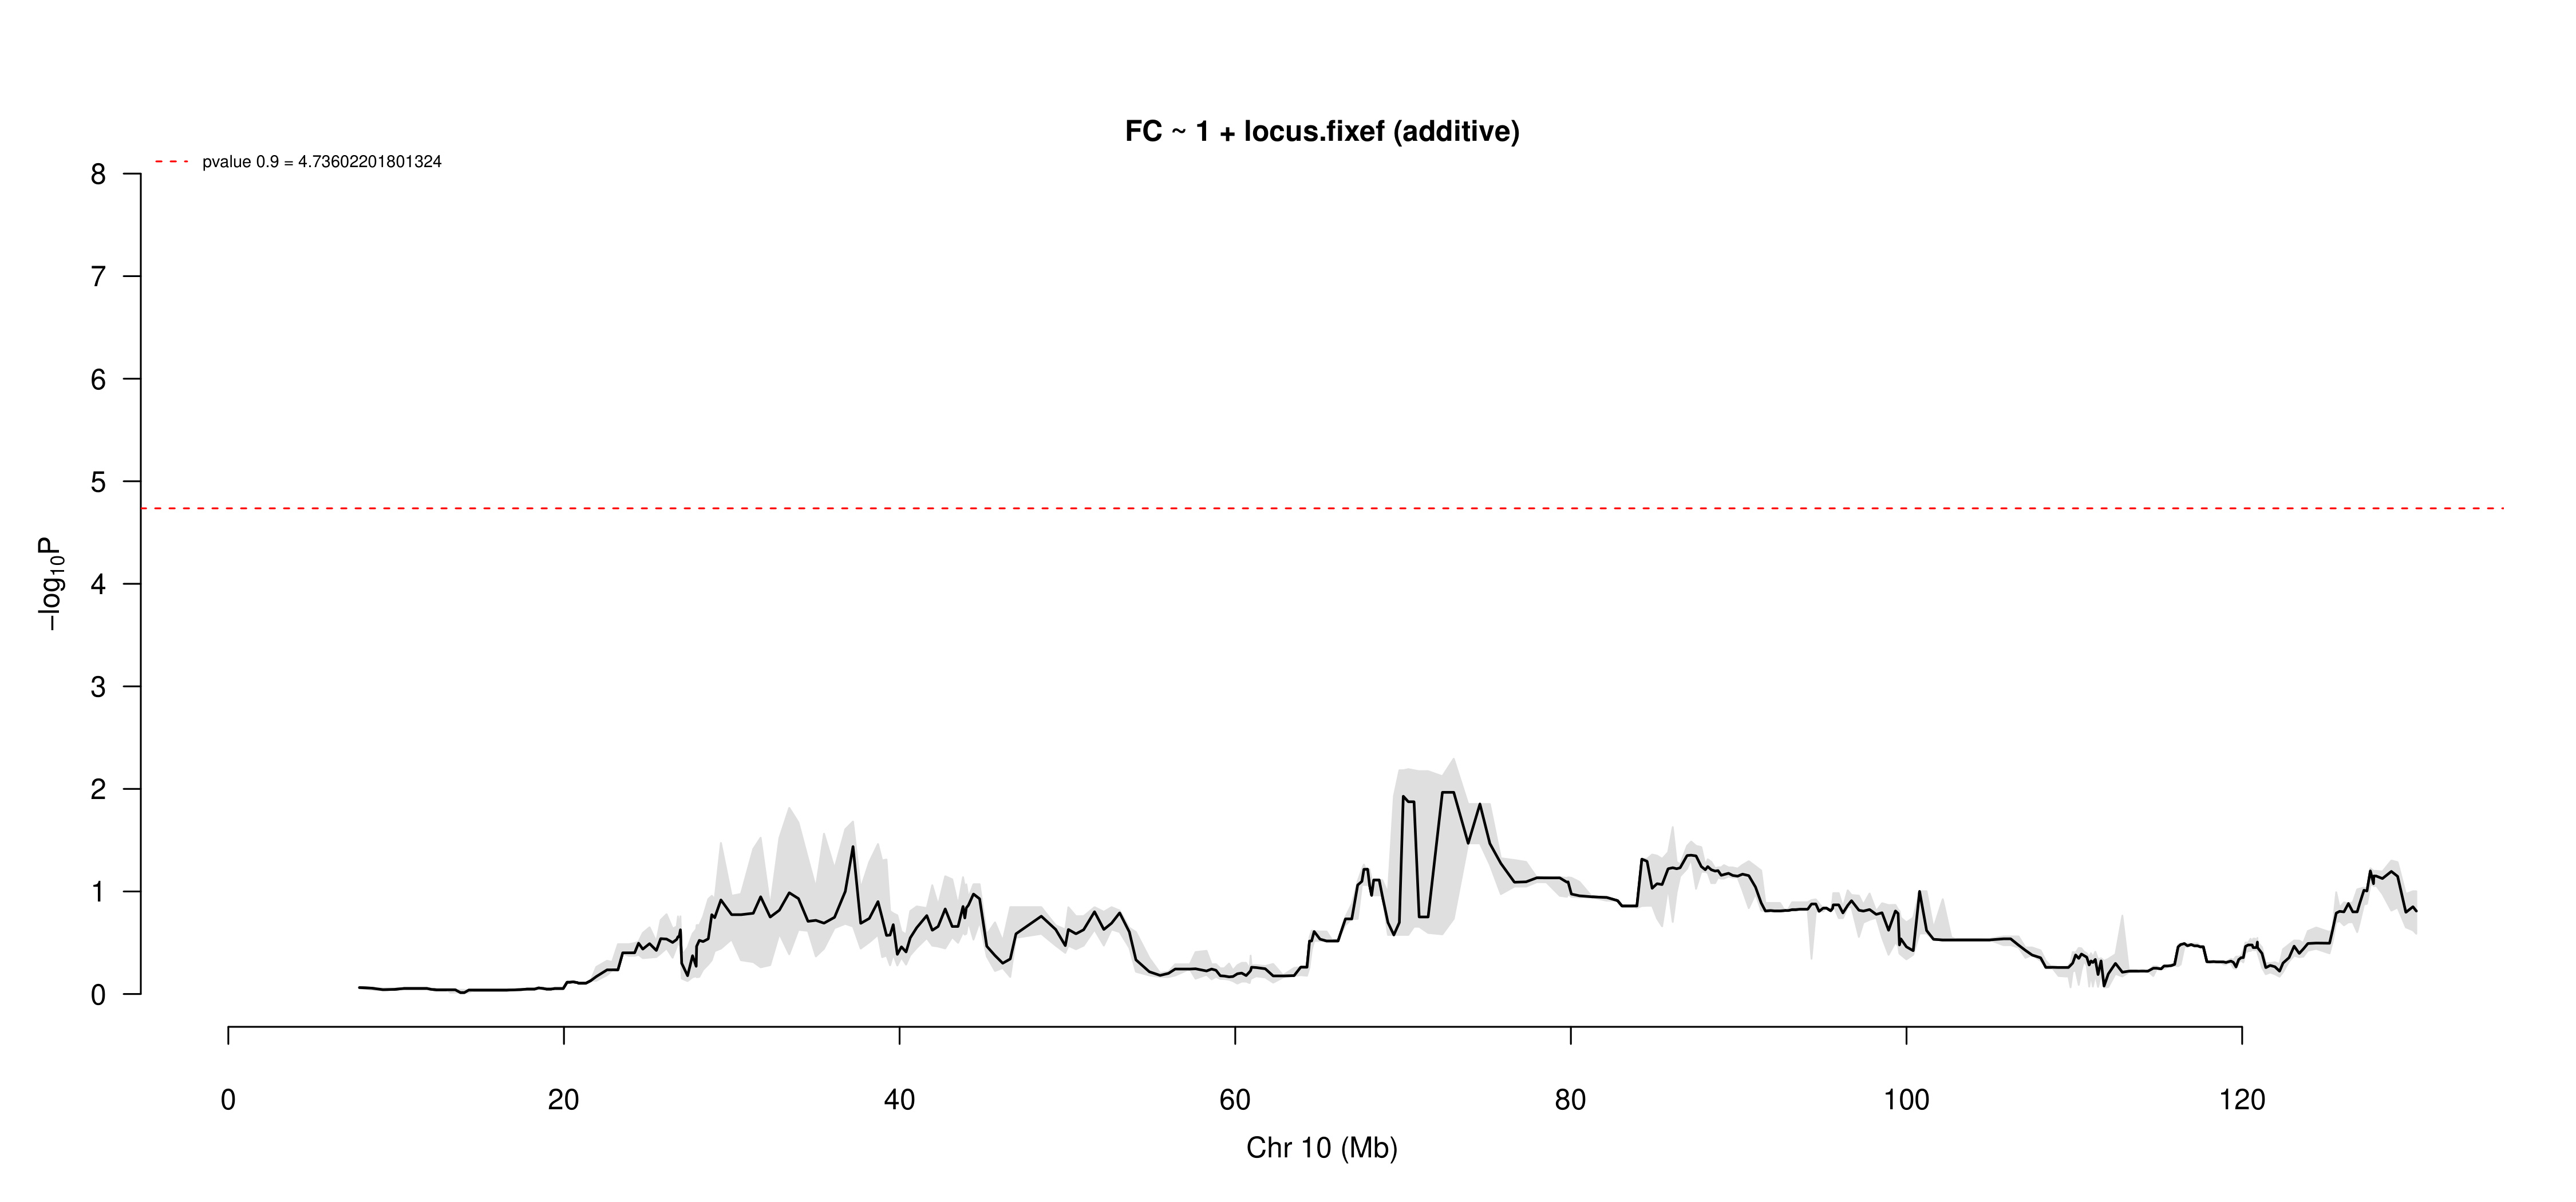 FC ~ 1 + locus.fixef (additive)
pvalue 0.9 = 4.73602201801324
8
7
6
5
4
3
2
1
0
−log10P
0 20 40 60 80 100 120
Chr 10 (Mb)